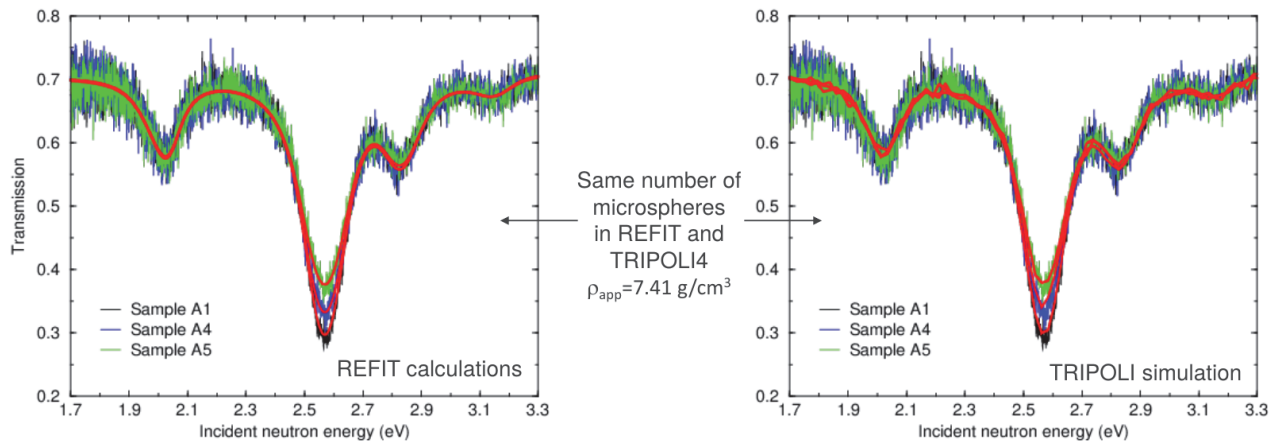 0.8
0.7
0.6
0.5
0.4
0.3
0.2
Transmission
Sample A1
Sample A4
Sample A5
REFIT calculations
1.7 1.9 2.1 2.3 2.5 2.7 2.9 3.1 3.3
Incident neutron energy (eV)
Same number of
microspheres
in REFIT and
TRIPOLI4
ρapp=7.41 g/cm³
0.8
0.7
0.6
0.5
0.4
0.3
0.2
Sample A1
Sample A4
Sample A5
TRIPOLI simulation
1.7 1.9 2.1 2.3 2.5 2.7 2.9 3.1 3.3
Incident neutron energy (eV)